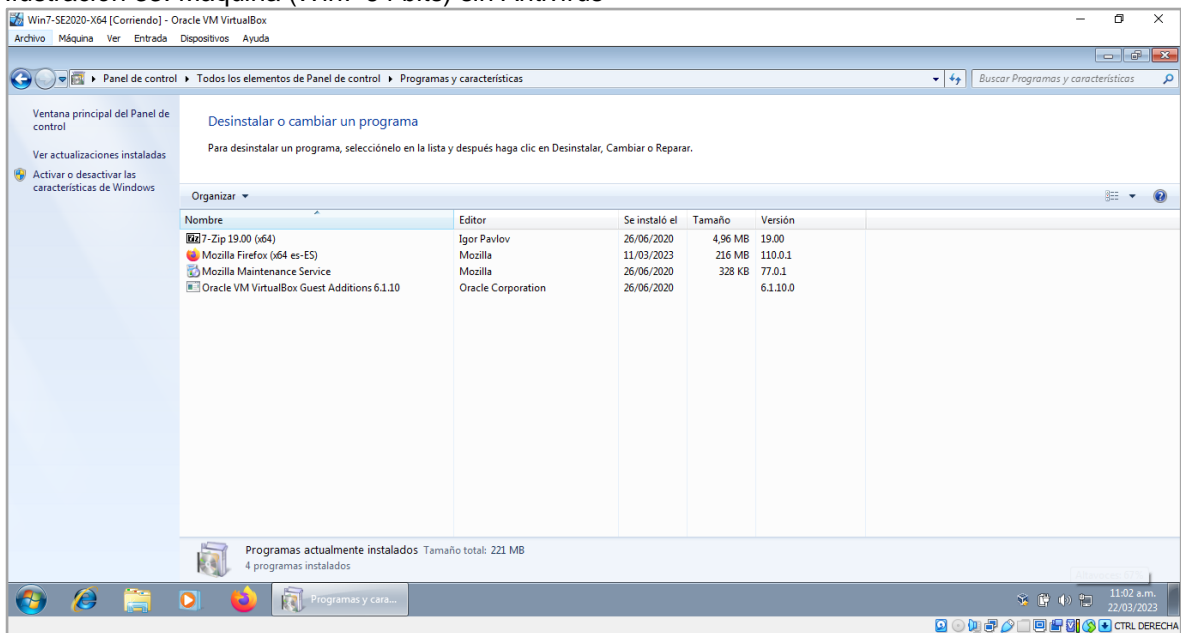 Win7-SE2020-X64 [Corriendo] - Oracle VM VirtualBox
Archivo Máquina Ver Entrada Dispositivos Ayuda
Panel de control Todos los elementos de Panel de control Programas y características
Buscar Programas y características
Ventana principal del Panel de
control
Ver actualizaciones instaladas
Activar o desactivar las
características de Windows
Desinstalar o cambiar un programa
Para desinstalar un programa, selecciónelo en la lista y después haga clic en Desinstalar, Cambiar o Reparar.
Organizar
Nombre Editor Se instaló el Tamaño Versión
7-Zip 19.00 (x64) Igor Pavlov 26/06/2020 4,96 MB 19.00
Mozilla Firefox (x64 es-ES) Mozilla 11/03/2023 216 MB 110.0.1
Mozilla Maintenance Service Mozilla 26/06/2020 328 KB 77.0.1
Oracle VM VirtualBox Guest Additions 6.1.10 Oracle Corporation 26/06/2020 6.1.10.0
Programas actualmente instalados Tamaño total: 221 MB
4 programas instalados
Programas y cara...
11:02 a.m.
22/03/2023
CTRL DERECHA